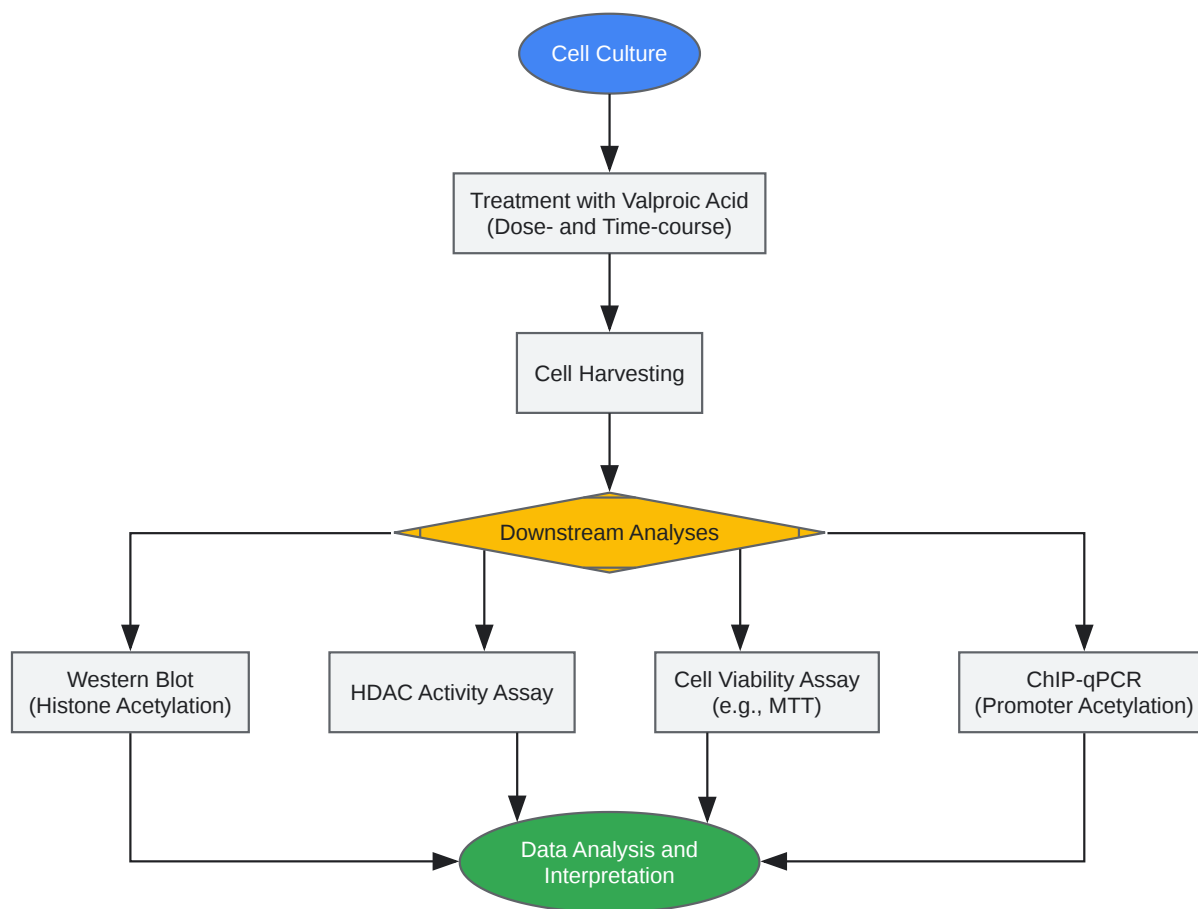 Cell Culture
Treatment with Valproic Acid
(Dose- and Time-course)
Cell Harvesting
Downstream Analyses
Western Blot
(Histone Acetylation)
HDAC Activity Assay
Cell Viability Assay
(e.g., MTT)
ChIP-qPCR
(Promoter Acetylation)
Data Analysis and
Interpretation